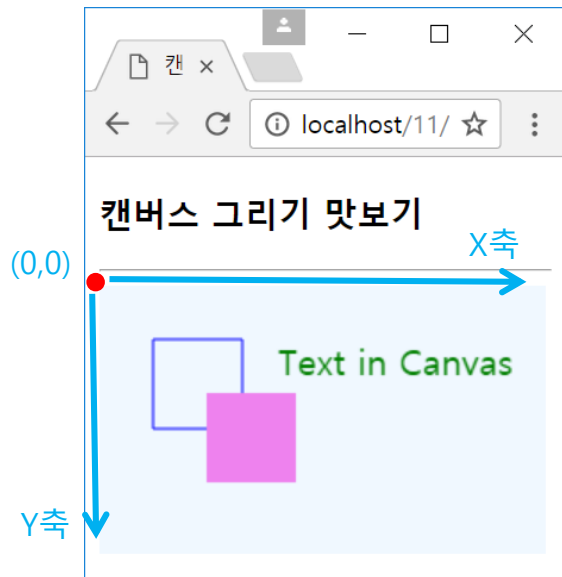 캔
localhost/11/
캔버스 그리기 맛보기
X축
(0,0)
Text in Canvas
Y축